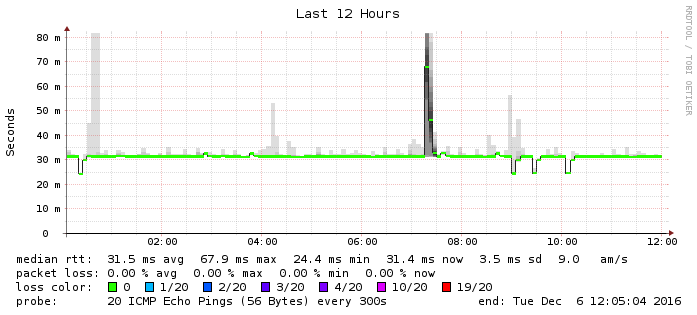 Last 12 Hours
RRDTOOL / TOBI OETIKER
Seconds
80 m
70 m
60 m
50 m
40 m
30 m
20 m
10 m
0
02:00 04:00 06:00 08:00 10:00 12:00
median rtt: 31.5 ms avg 67.9 ms max 24.4 ms min 31.4 ms now 3.5 ms sd 9.0 am/s
packet loss: 0.00 % avg 0.00 % max 0.00 % min 0.00 % now
loss color: 0 1/20 2/20 3/20 4/20 10/20 19/20
probe: 20 ICMP Echo Pings (56 Bytes) every 300s end: Tue Dec 6 12:05:04 2016